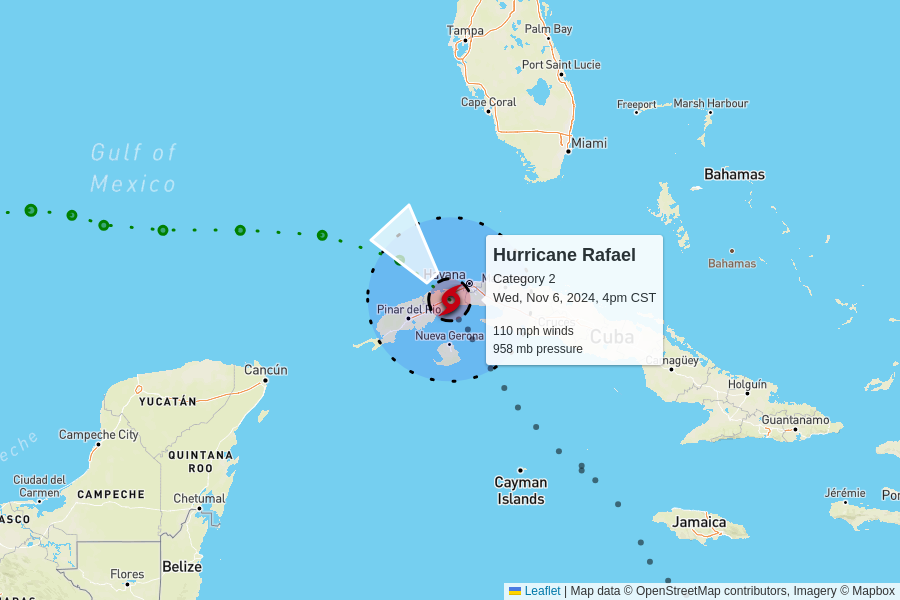 Tampa
Palm Bay
Port Saint Lucie
Cape Coral
Freeport
Marsh Harbour
Miami
Gulf of
Mexico
Bahamas
Bahamas
Havana
Hurricane Rafael
Category 2
Wed, Nov 6, 2024, 4pm CST
110 mph winds
958 mb pressure
Pinar del Rio
Nueva Gerona
Cuba
Camagüey
Holguín
Guantanamo
Cancún
YUCATÁN
Campeche City
eche
QUINTANA
ROO
Ciudad del
Carmen
CAMPECHE
Chetumal
ASCO
Cayman
Islands
Jamaica
Jérémie
Por
Flores
Belize
Leaflet | Map data © OpenStreetMap contributors, Imagery © Mapbox